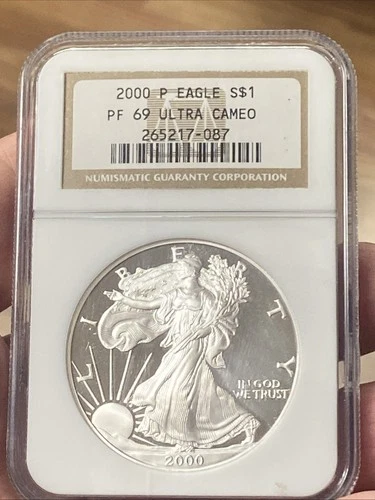 2000 P EAGLE S$1
PF 69 ULTRA CAMEO
265217-087
NUMISMATIC GUARANTY CORPORATION
LIBERTY
IN GOD
WE TRUST
2000